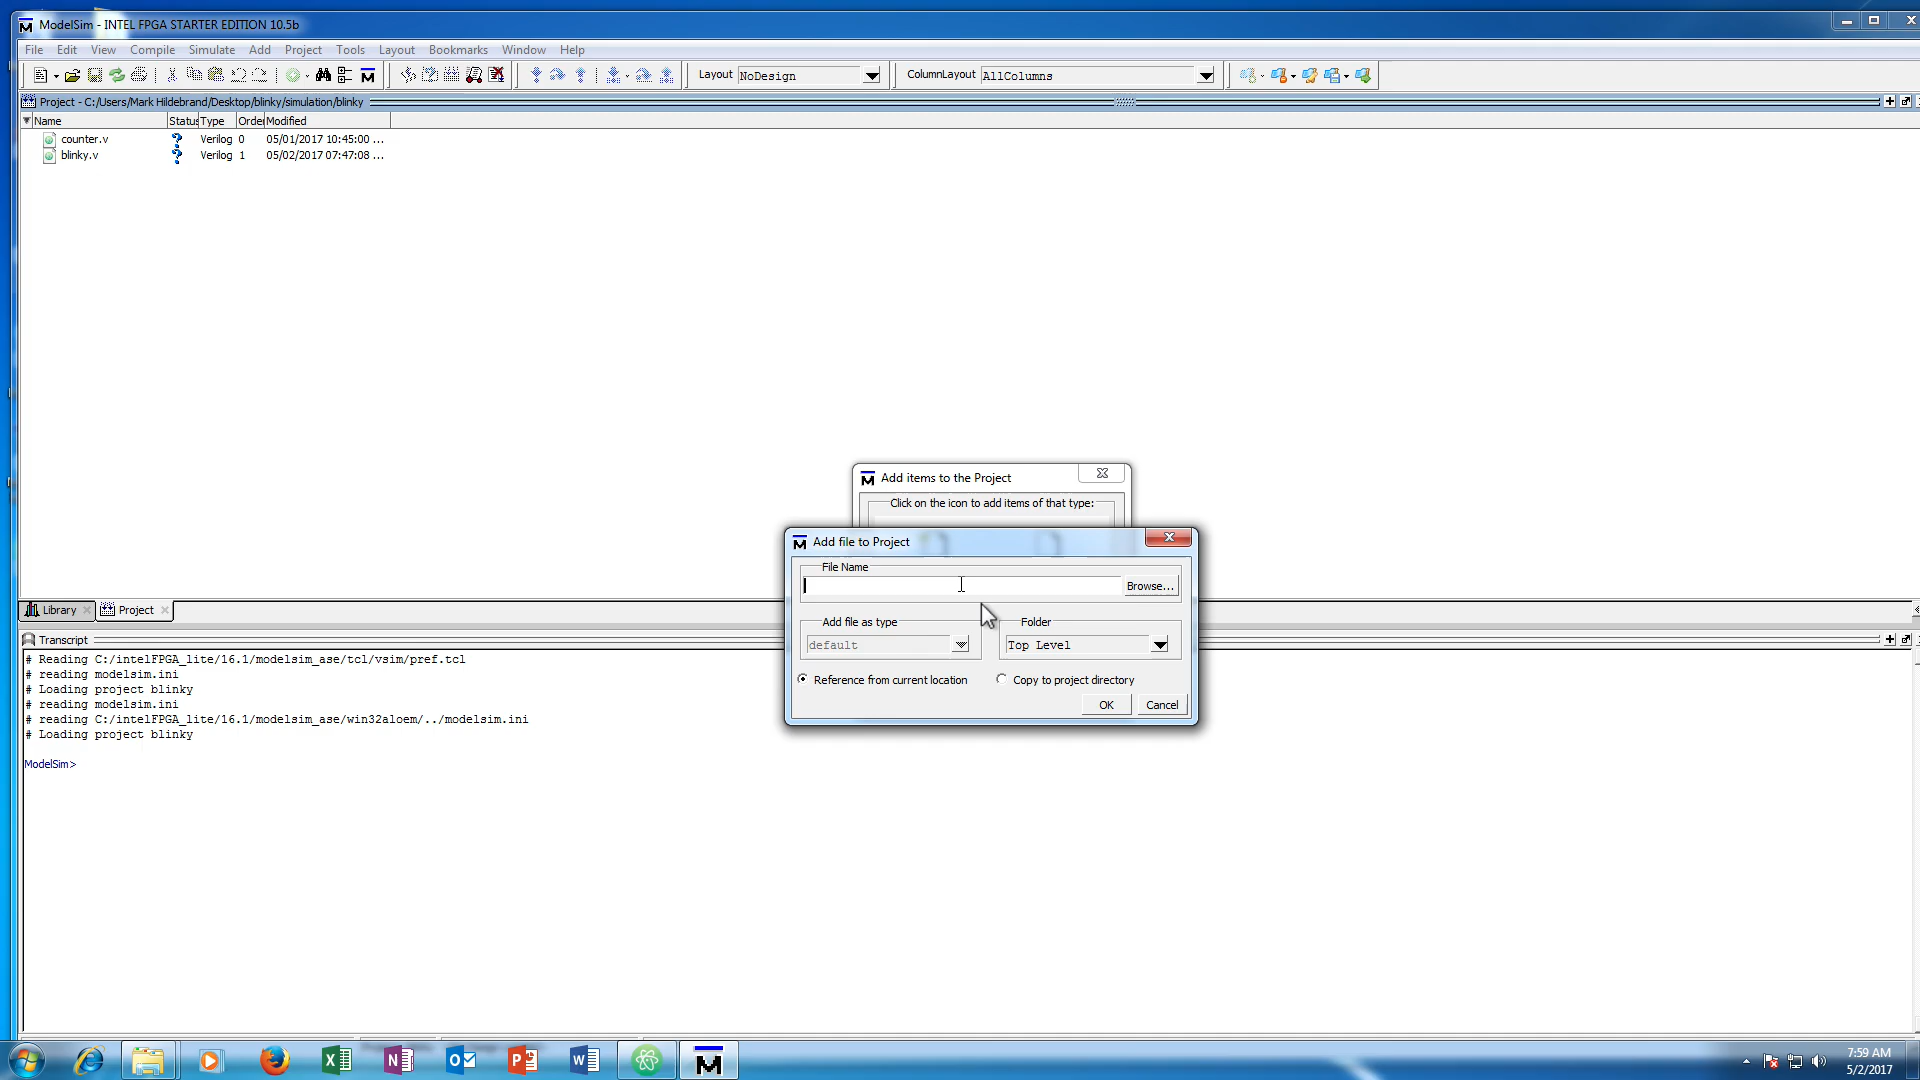 ModelSim - INTEL FPGA STARTER EDITION 10.5b
File Edit View Compile Simulate Add Project Tools Layout Bookmarks Window Help
Layout NoDesign ColumnLayout AllColumns
Project - C:/Users/Mark Hildebrand/Desktop/blinky/simulation/blinky
Name Status Type Order Modified
counter.v ? Verilog 0 05/01/2017 10:45:00 ...
blinky.v ? Verilog 1 05/02/2017 07:47:08 ...
Add items to the Project
Click on the icon to add items of that type:
Add file to Project
File Name
Browse...
Add file as type Folder
default Top Level
Reference from current location Copy to project directory
OK Cancel
Library Project
Transcript
# Reading C:/intelFPGA_lite/16.1/modelsim_ase/tcl/vsim/pref.tcl
# reading modelsim.ini
# Loading project blinky
# reading modelsim.ini
# reading C:/intelFPGA_lite/16.1/modelsim_ase/win32aloem/../modelsim.ini
# Loading project blinky
ModelSim>
7:59 AM
5/2/2017